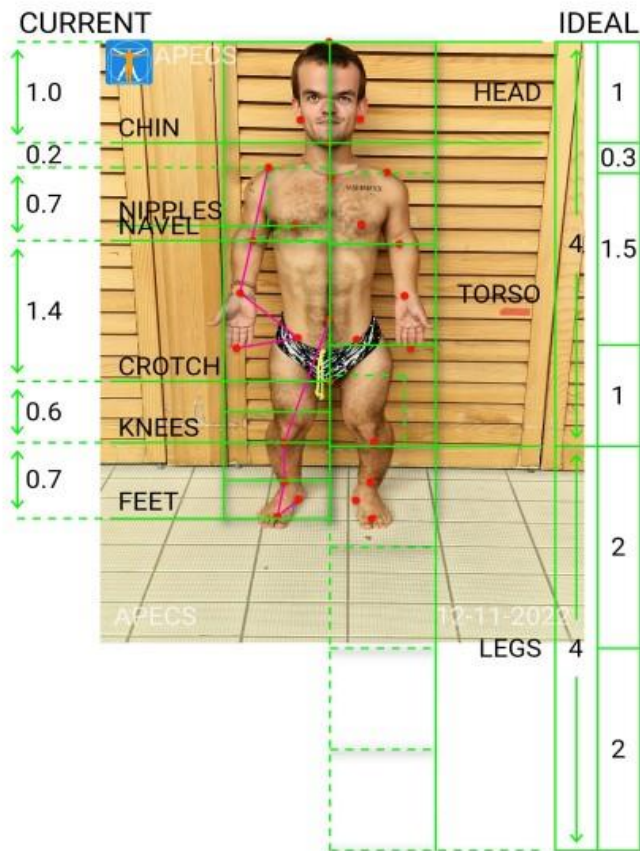 CURRENT
IDEAL
APECS
1.0
HEAD
1
CHIN
0.2
0.3
0.7
NIPPLES
NAVEL
4
1.5
1.4
TORSO
CROTCH
1
0.6
KNEES
0.7
FEET
2
APECS
12-11-2022
LEGS
4
2